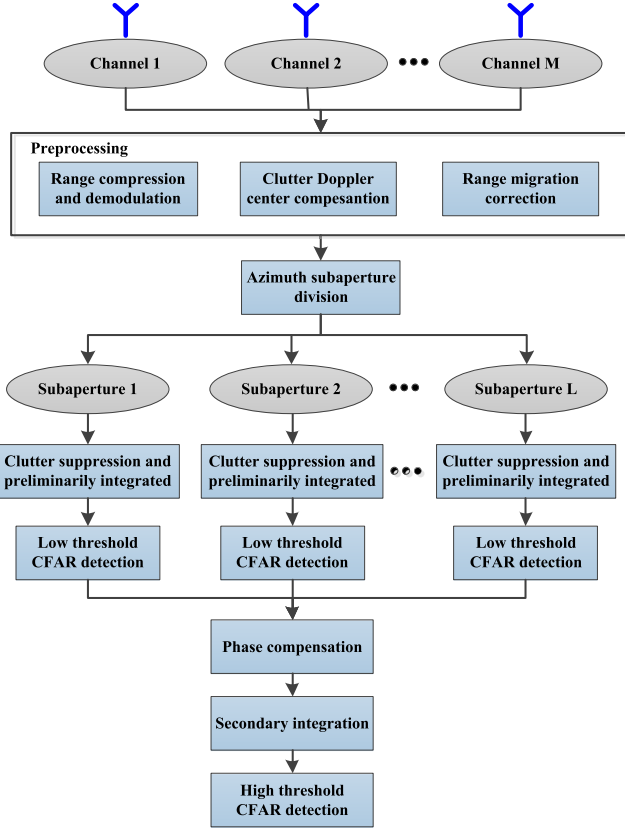 Channel 1
Channel 2
Channel M
Preprocessing
Range compression
and demodulation
Clutter Doppler
center compesantion
Range migration
correction
Azimuth subaperture
division
Subaperture 1
Subaperture 2
Subaperture L
Clutter suppression and
preliminarily integrated
Clutter suppression and
preliminarily integrated
Clutter suppression and
preliminarily integrated
Low threshold
CFAR detection
Low threshold
CFAR detection
Low threshold
CFAR detection
Phase compensation
Secondary integration
High threshold
CFAR detection